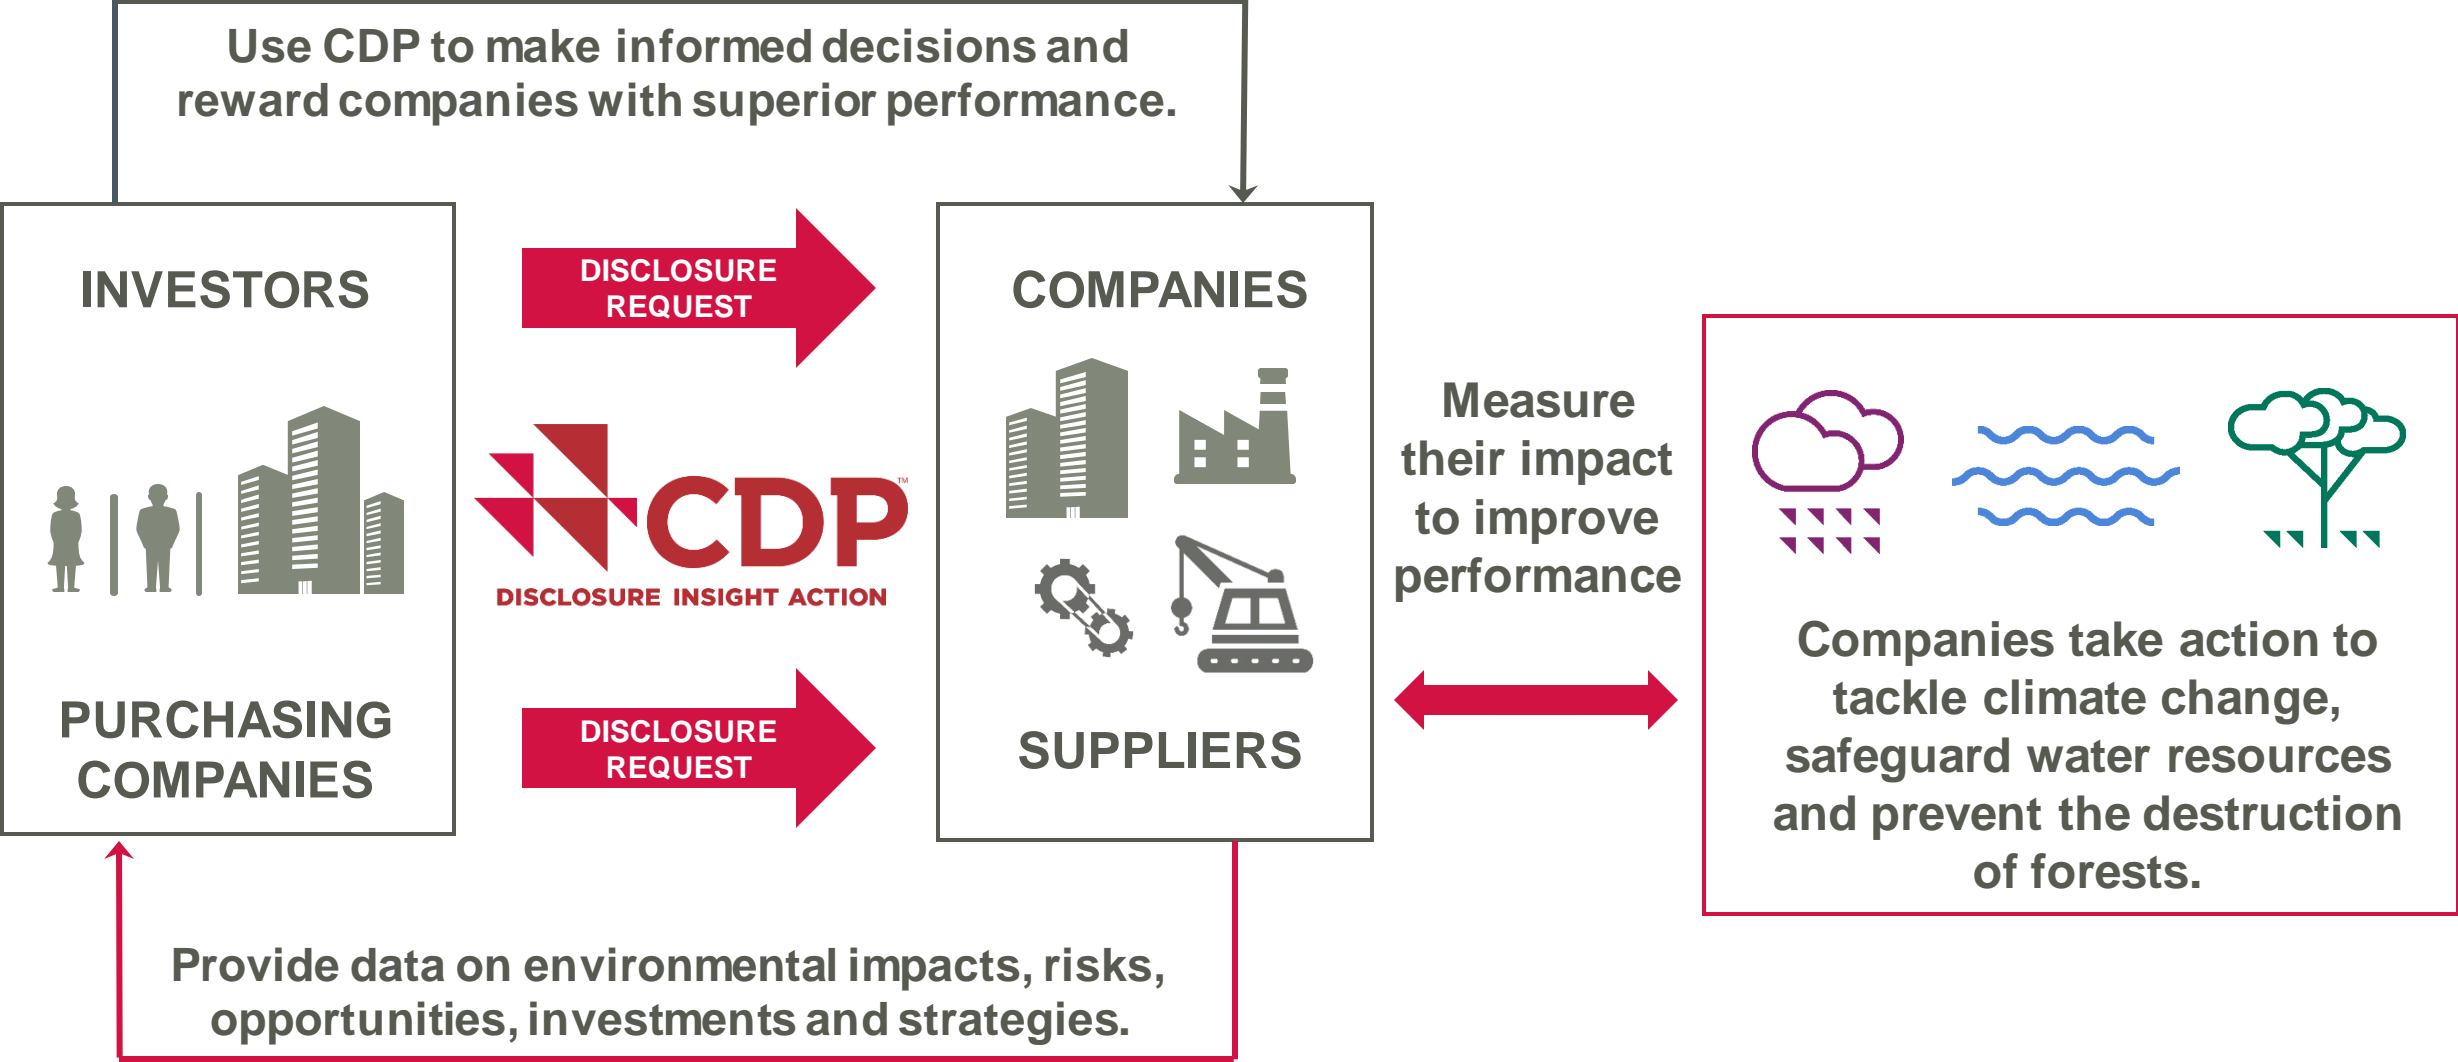 Use CDP to make informed decisions and
reward companies with superior performance.
INVESTORS
PURCHASING
COMPANIES
DISCLOSURE
REQUEST
CDP™
DISCLOSURE INSIGHT ACTION
DISCLOSURE
REQUEST
COMPANIES
SUPPLIERS
Measure
their impact
to improve
performance
Companies take action to
tackle climate change,
safeguard water resources
and prevent the destruction
of forests.
Provide data on environmental impacts, risks,
opportunities, investments and strategies.